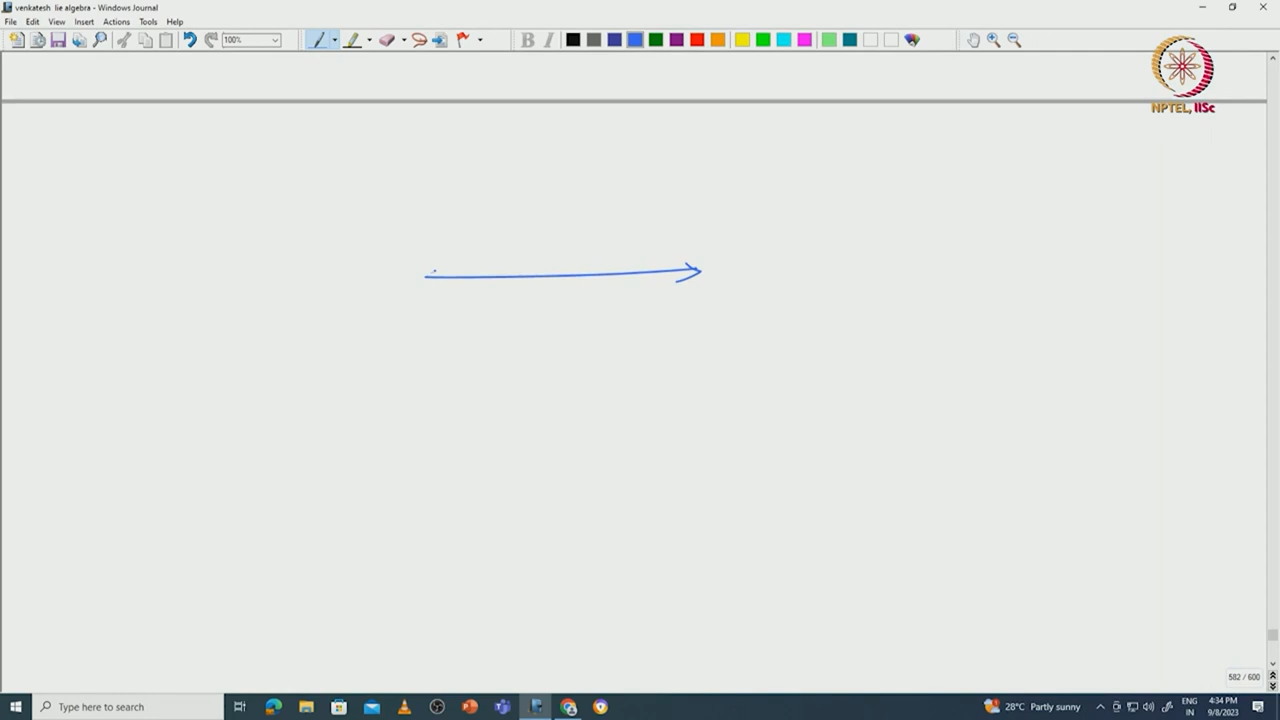 venkatesh lie algebra - Windows Journal
File Edit View Insert Actions Tools Help
100%
B I
NPTEL, IISc
582 / 600
Type here to search
28°C Partly sunny
ENG
IN
4:34 PM
9/8/2023